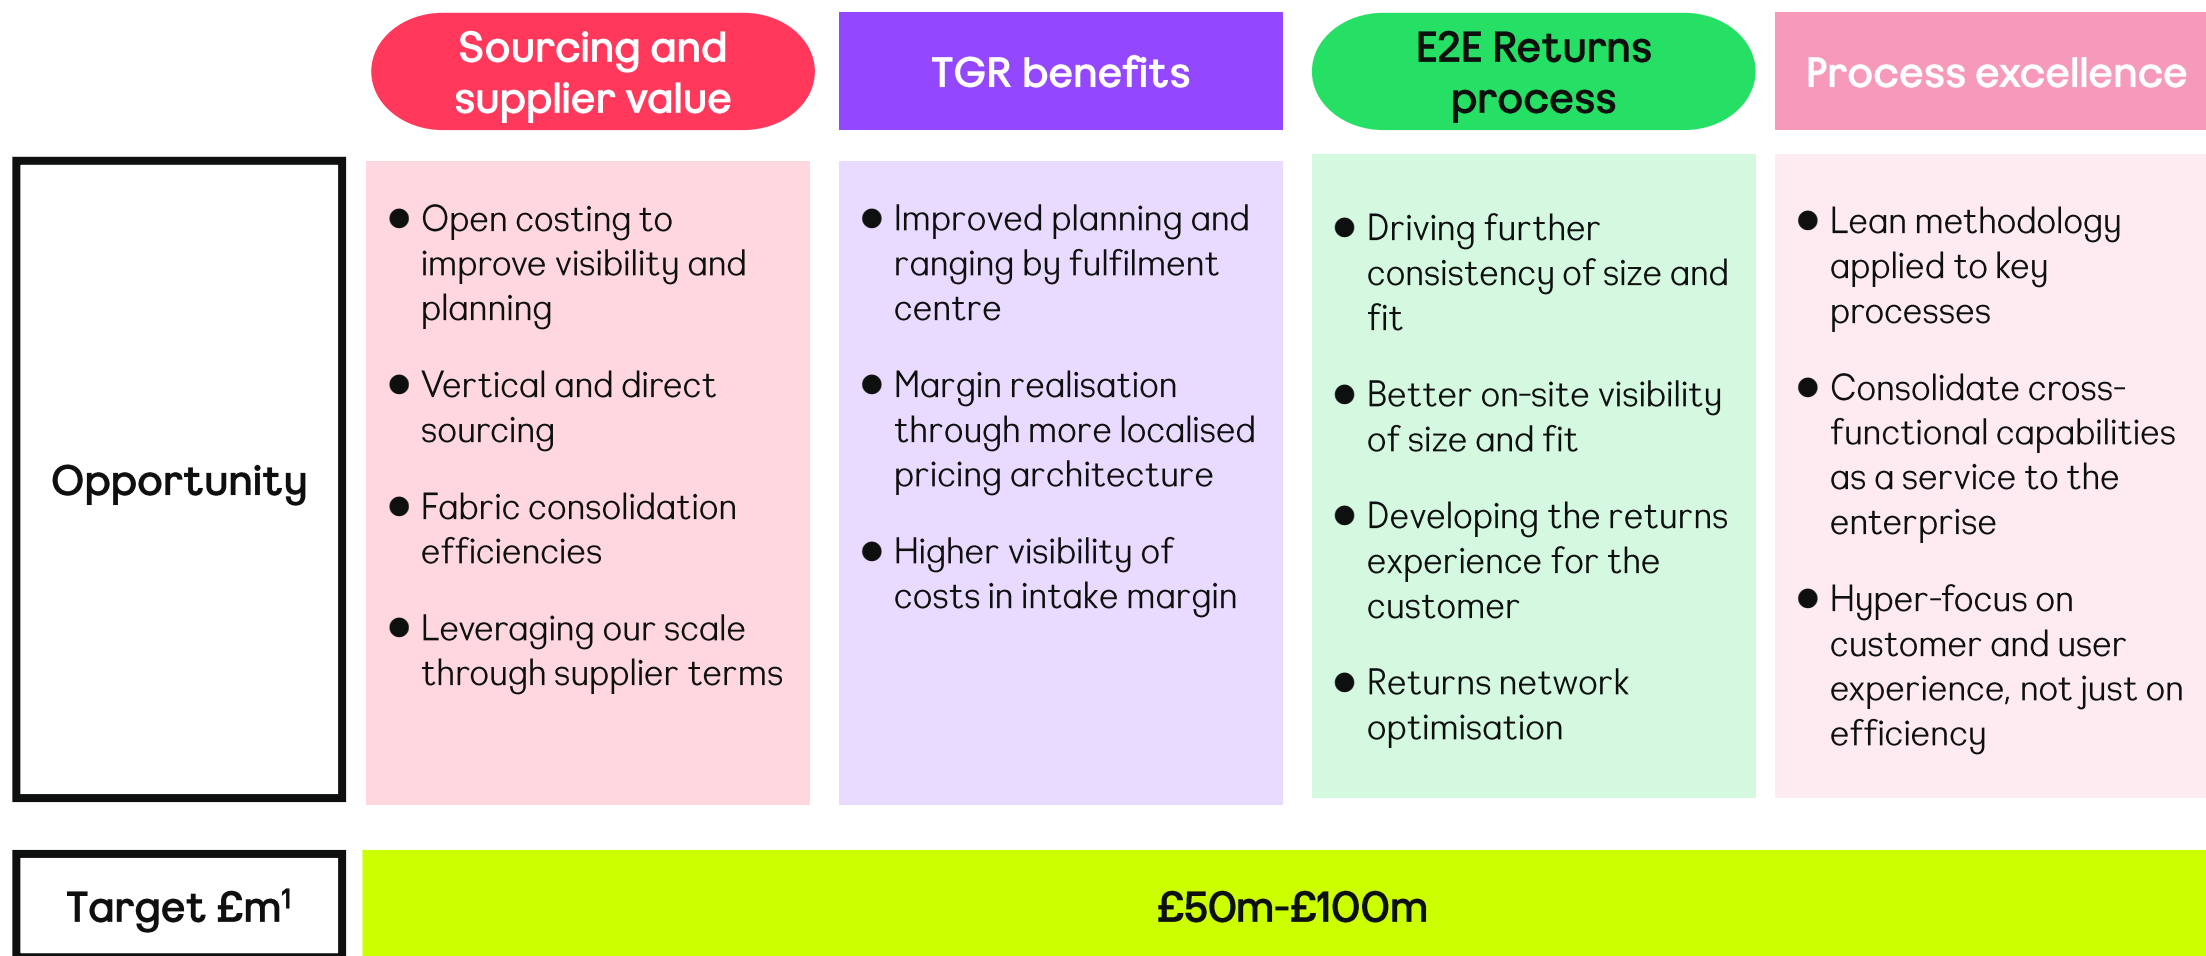 Sourcing and
supplier value
TGR benefits
E2E Returns
process
Process excellence
Opportunity
● Open costing to
improve visibility and
planning
● Vertical and direct
sourcing
● Fabric consolidation
efficiencies
● Leveraging our scale
through supplier terms
● Improved planning and
ranging by fulfilment
centre
● Margin realisation
through more localised
pricing architecture
● Higher visibility of
costs in intake margin
● Driving further
consistency of size and
fit
● Better on-site visibility
of size and fit
● Developing the returns
experience for the
customer
● Returns network
optimisation
● Lean methodology
applied to key
processes
● Consolidate cross-
functional capabilities
as a service to the
enterprise
● Hyper-focus on
customer and user
experience, not just on
efficiency
Target £m¹
£50m-£100m